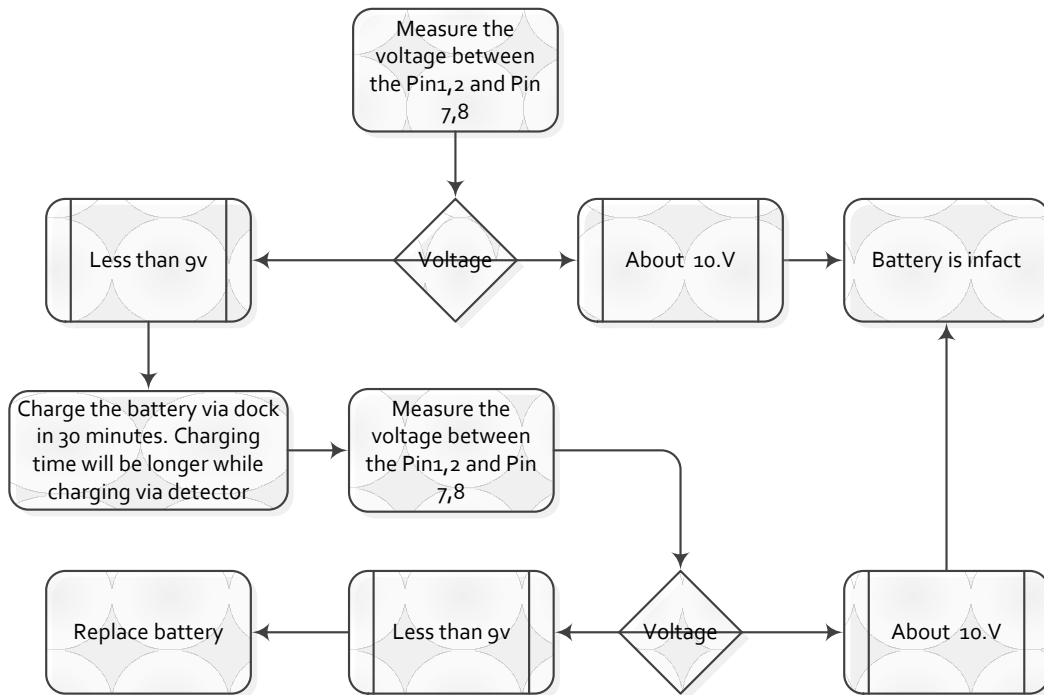 Measure the
voltage between
the Pin1,2 and Pin
7,8
Less than 9v
Voltage
About 10.V
Battery is infact
Charge the battery via dock
in 30 minutes. Charging
time will be longer while
charging via detector
Measure the
voltage between
the Pin1,2 and Pin
7,8
Replace battery
Less than 9v
Voltage
About 10.V